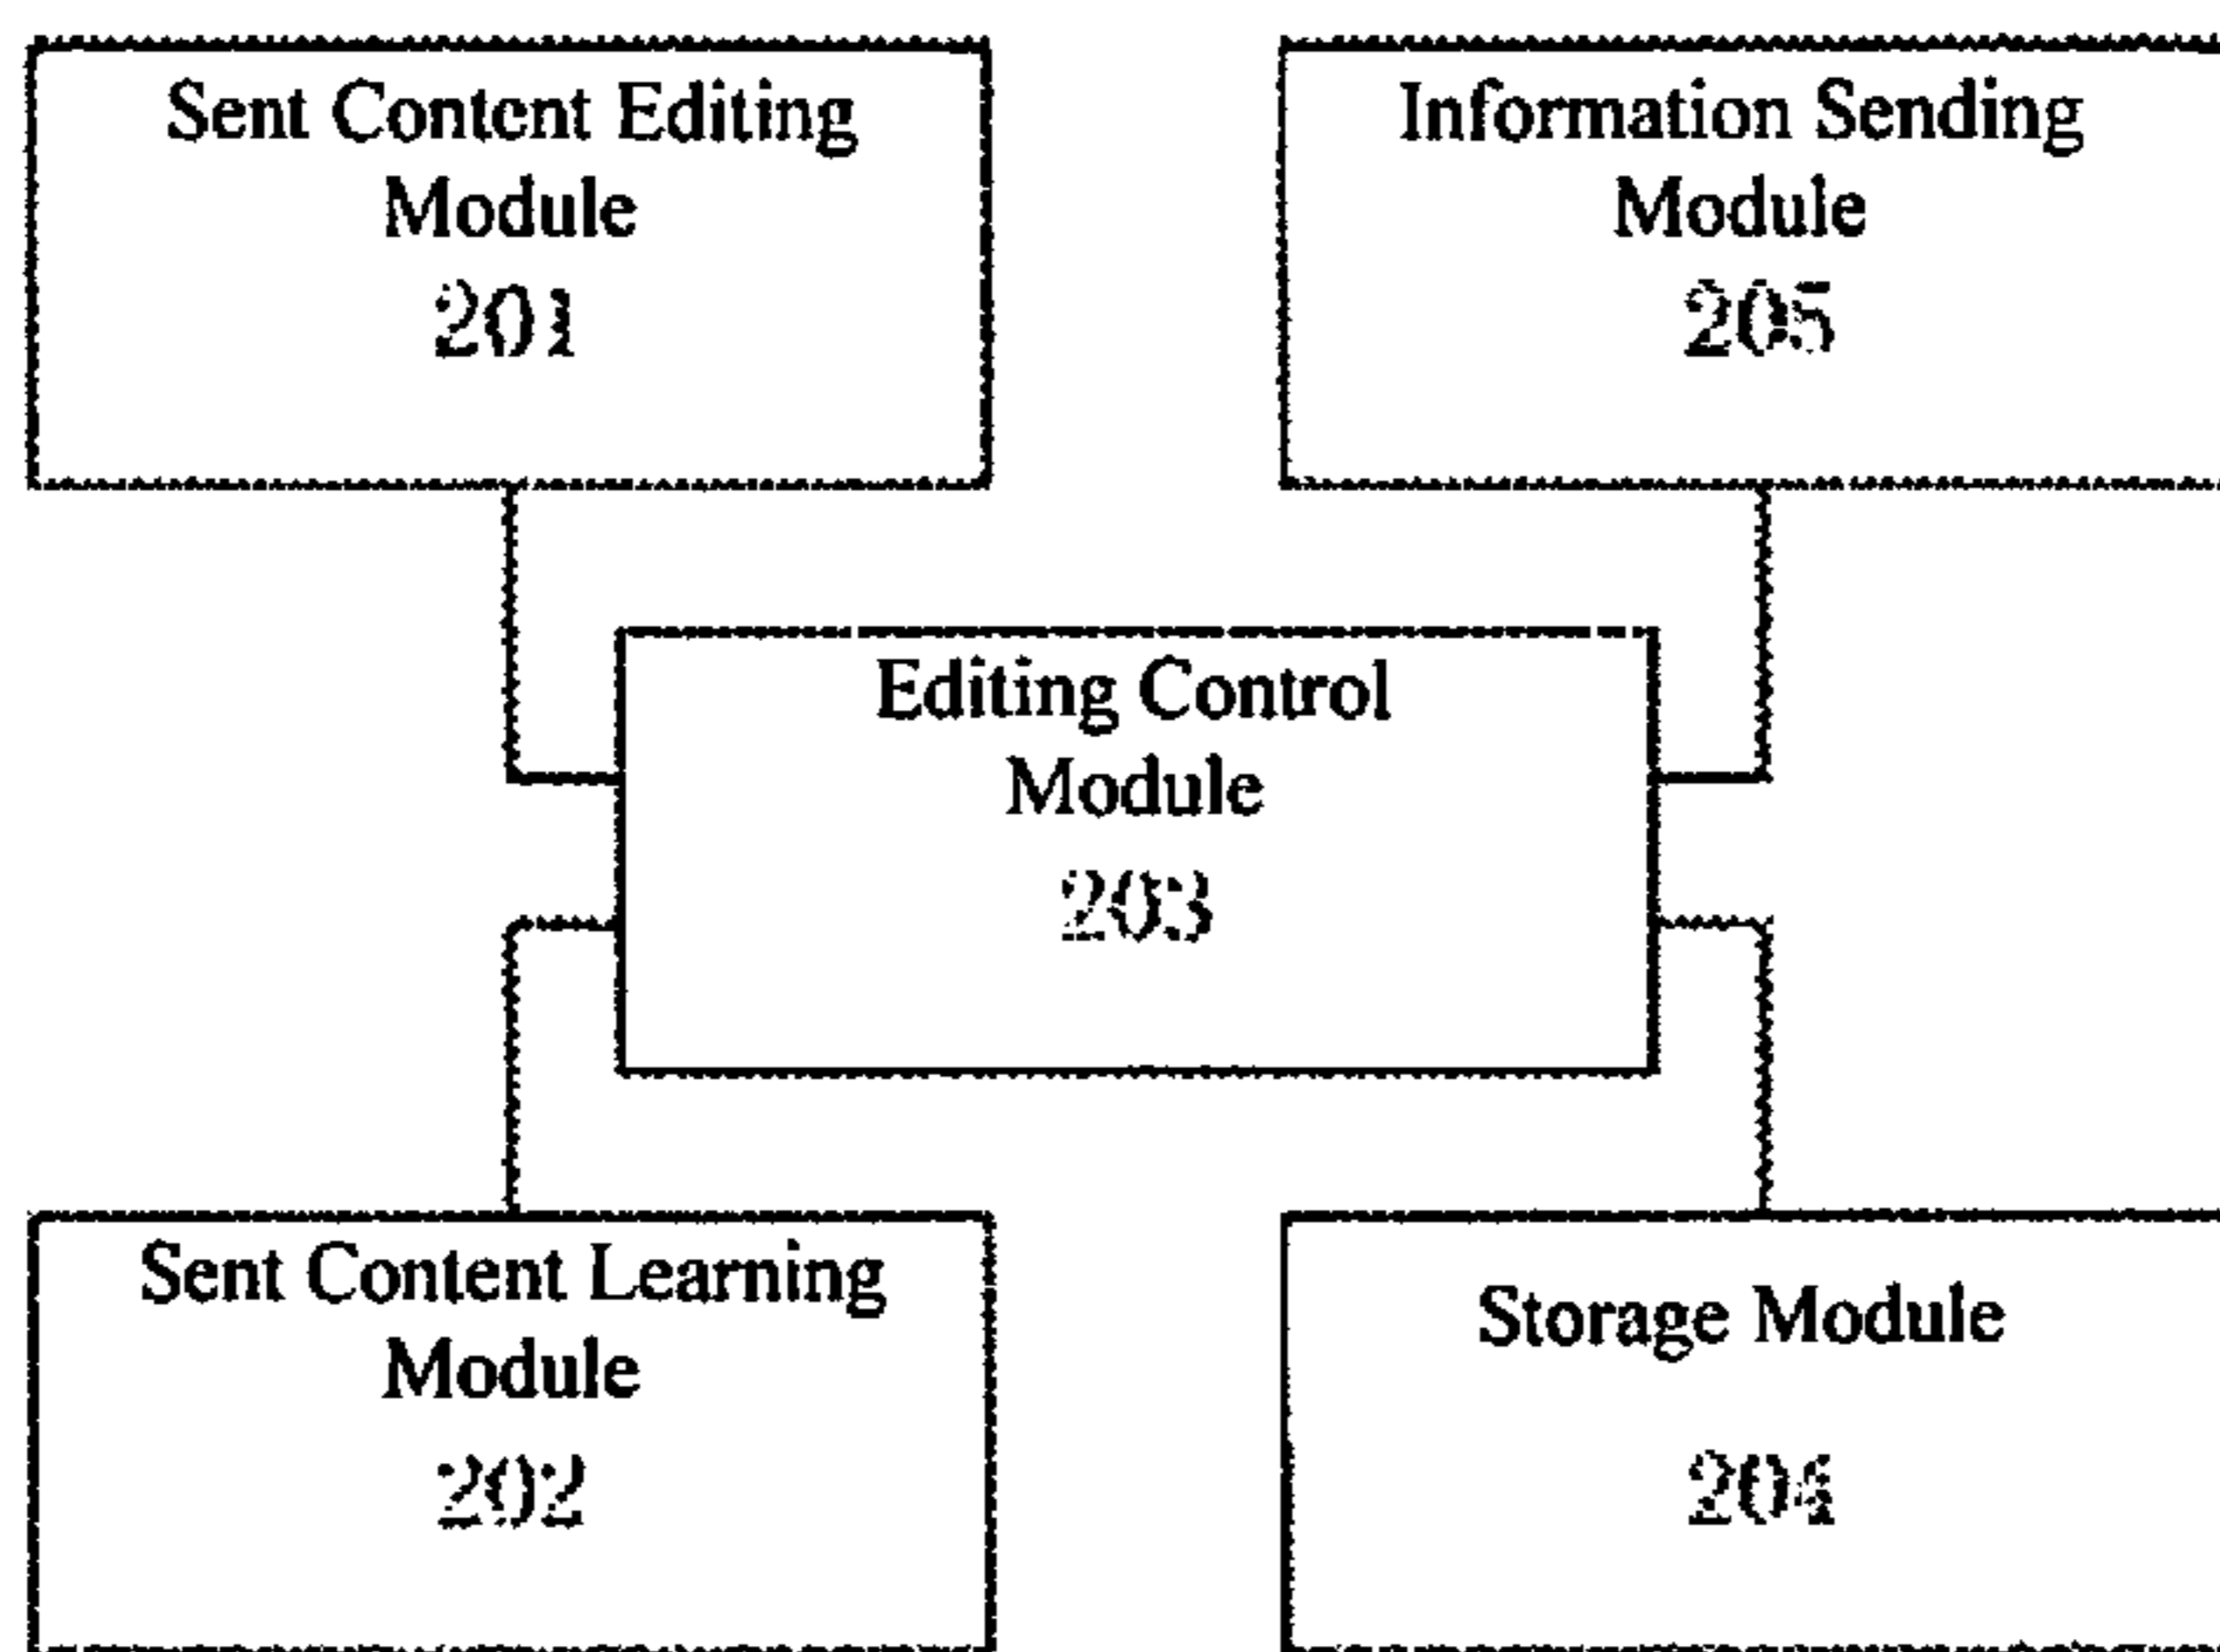 Sent Content Editing
Module
201
Information Sending
Module
205
Editing Control
Module
203
Sent Content Learning
Module
202
Storage Module
204